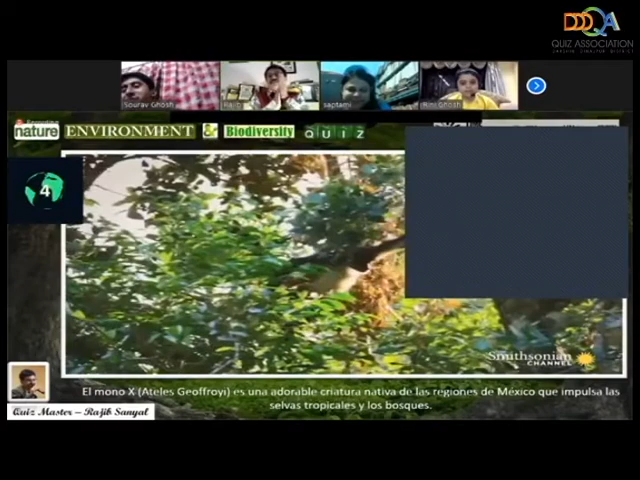 DDQA
QUIZ ASSOCIATION
Sourav Ghosh
Rajib
saptami
Rini Ghosh
nature ENVIRONMENT & Biodiversity QUIZ
4
Smithsonian
CHANNEL
El mono X (Ateles Geoffroyi) es una adorable criatura nativa de las regiones de México que impulsa las
selvas tropicales y los bosques.
Quiz Master – Rajib Sanyal